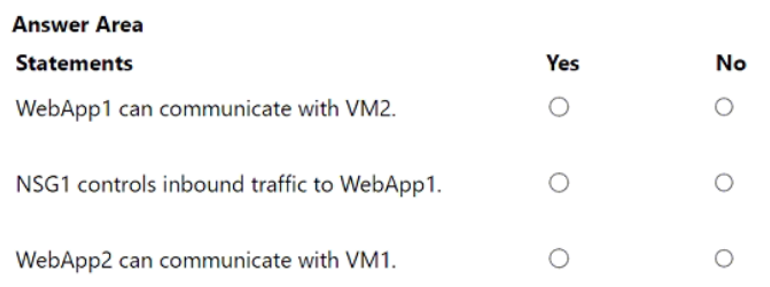 Answer Area
Statements Yes No
WebApp1 can communicate with VM2.
NSG1 controls inbound traffic to WebApp1.
WebApp2 can communicate with VM1.